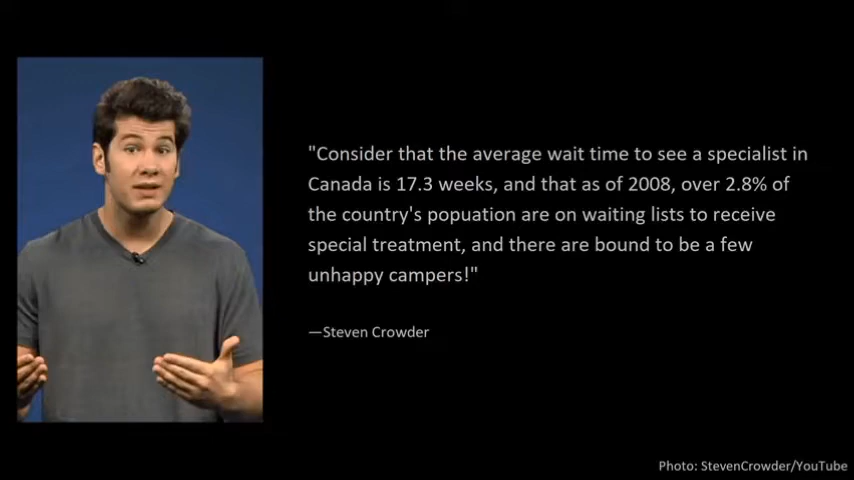 "Consider that the average wait time to see a specialist in
Canada is 17.3 weeks, and that as of 2008, over 2.8% of
the country's popuation are on waiting lists to receive
special treatment, and there are bound to be a few
unhappy campers!"
—Steven Crowder
Photo: StevenCrowder/YouTube